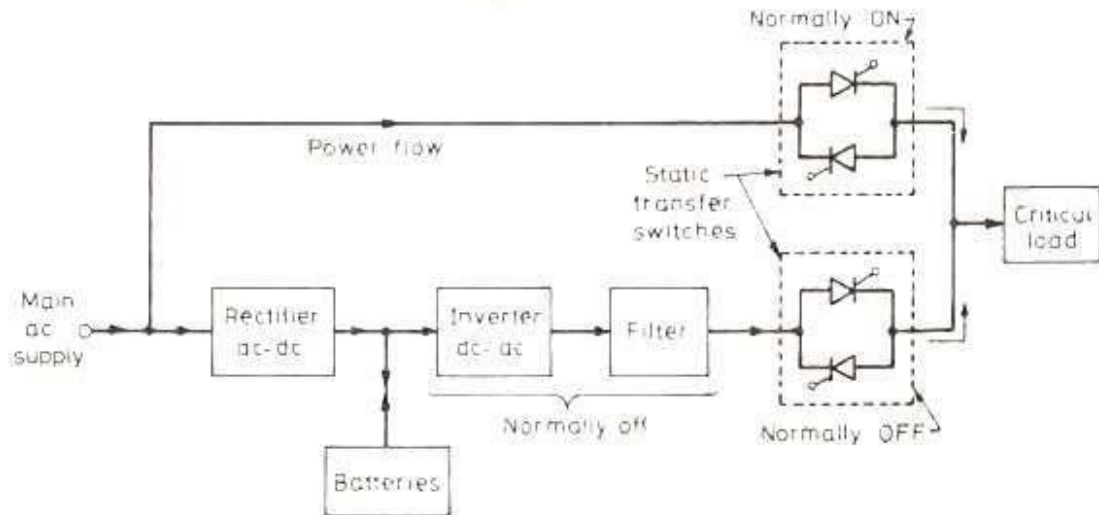 Normally ON
Power flow
Static
transfer
switches
Critical
load
Main
ac
supply
Rectifier
ac-dc
Inverter
dc-ac
Filter
Normally off
Normally OFF
Batteries